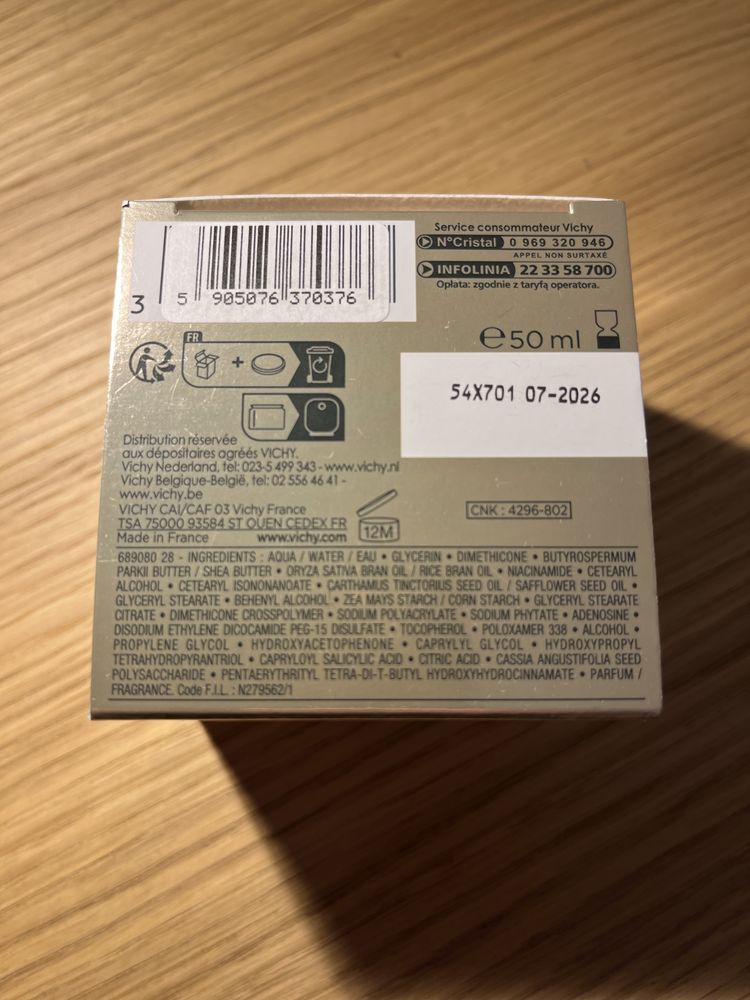 3 5 905076 370376
Service consommateur Vichy
N°Cristal 0 969 320 946
APPEL NON SURTAXÉ
INFOLINIA 22 33 58 700
Opłata: zgodnie z taryfą operatora.
FR
+
℮50 ml
54X701 07-2026
Distribution réservée
aux dépositaires agréés VICHY.
Vichy Nederland, tel: 023-5 499 343 - www.vichy.nl
Vichy Belgique-België, tel: 02 556 46 41 -
www.vichy.be
VICHY CAI/CAF 03 Vichy France
TSA 75000 93584 ST OUEN CEDEX FR
Made in France www.vichy.com
12M
CNK : 4296-802
689080 28 - INGREDIENTS : AQUA / WATER / EAU • GLYCERIN • DIMETHICONE • BUTYROSPERMUM
PARKII BUTTER / SHEA BUTTER • ORYZA SATIVA BRAN OIL / RICE BRAN OIL • NIACINAMIDE • CETEARYL
ALCOHOL • CETEARYL ISONONANOATE • CARTHAMUS TINCTORIUS SEED OIL / SAFFLOWER SEED OIL •
GLYCERYL STEARATE • BEHENYL ALCOHOL • ZEA MAYS STARCH / CORN STARCH • GLYCERYL STEARATE
CITRATE • DIMETHICONE CROSSPOLYMER • SODIUM POLYACRYLATE • SODIUM PHYTATE • ADENOSINE •
DISODIUM ETHYLENE DICOCAMIDE PEG-15 DISULFATE • TOCOPHEROL • POLOXAMER 338 • ALCOHOL •
PROPYLENE GLYCOL • HYDROXYACETOPHENONE • CAPRYLYL GLYCOL • HYDROXYPROPYL
TETRAHYDROPYRANTRIOL • CAPRYLOYL SALICYLIC ACID • CITRIC ACID • CASSIA ANGUSTIFOLIA SEED
POLYSACCHARIDE • PENTAERYTHRITYL TETRA-DI-T-BUTYL HYDROXYHYDROCINNAMATE • PARFUM /
FRAGRANCE. Code F.I.L. : N279562/1